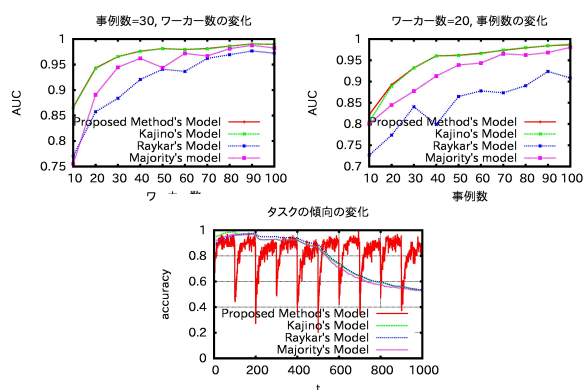 事例数=30, ワーカー数の変化
1
0.95
0.9
0.85
0.8
0.75
AUC
Proposed Method's Model
Kajino's Model
Raykar's Model
Majority's model
10 20 30 40 50 60 70 80 90 100
ワーカー数
ワーカー数=20, 事例数の変化
1
0.95
0.9
0.85
0.8
0.75
0.7
AUC
Proposed Method's Model
Kajino's Model
Raykar's Model
Majority's model
10 20 30 40 50 60 70 80 90 100
事例数
タスクの傾向の変化
1
0.8
0.6
0.4
0.2
0
accuracy
Proposed Method's Model
Kajino's Model
Raykar's Model
Majority's Model
0 200 400 600 800 1000
t